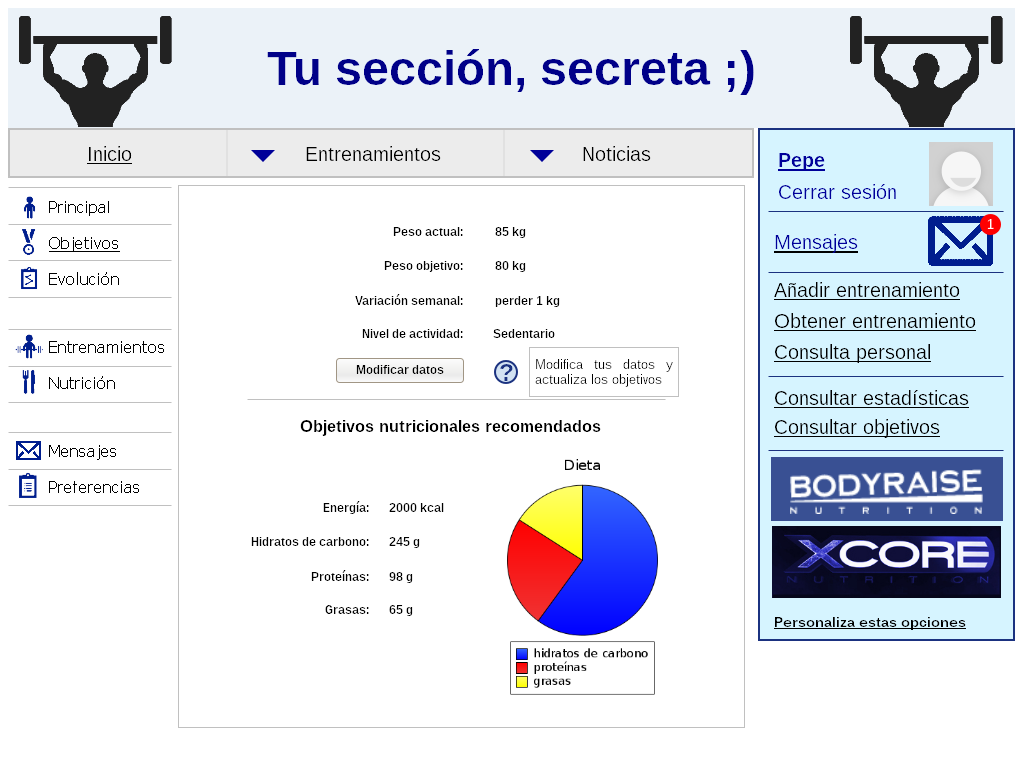 Tu sección, secreta ;)
Inicio
Entrenamientos
Noticias
Pepe
Cerrar sesión
Mensajes
1
Añadir entrenamiento
Obtener entrenamiento
Consulta personal
Consultar estadísticas
Consultar objetivos
BODYRAISE
NUTRITION
XCORE
NUTRITION
Personaliza estas opciones
Principal
Objetivos
Evolución
Entrenamientos
Nutrición
Mensajes
Preferencias
Peso actual: 85 kg
Peso objetivo: 80 kg
Variación semanal: perder 1 kg
Nivel de actividad: Sedentario
Modificar datos
?
Modifica tus datos y
actualiza los objetivos
Objetivos nutricionales recomendados
Energía: 2000 kcal
Hidratos de carbono: 245 g
Proteínas: 98 g
Grasas: 65 g
Dieta
hidratos de carbono
proteínas
grasas